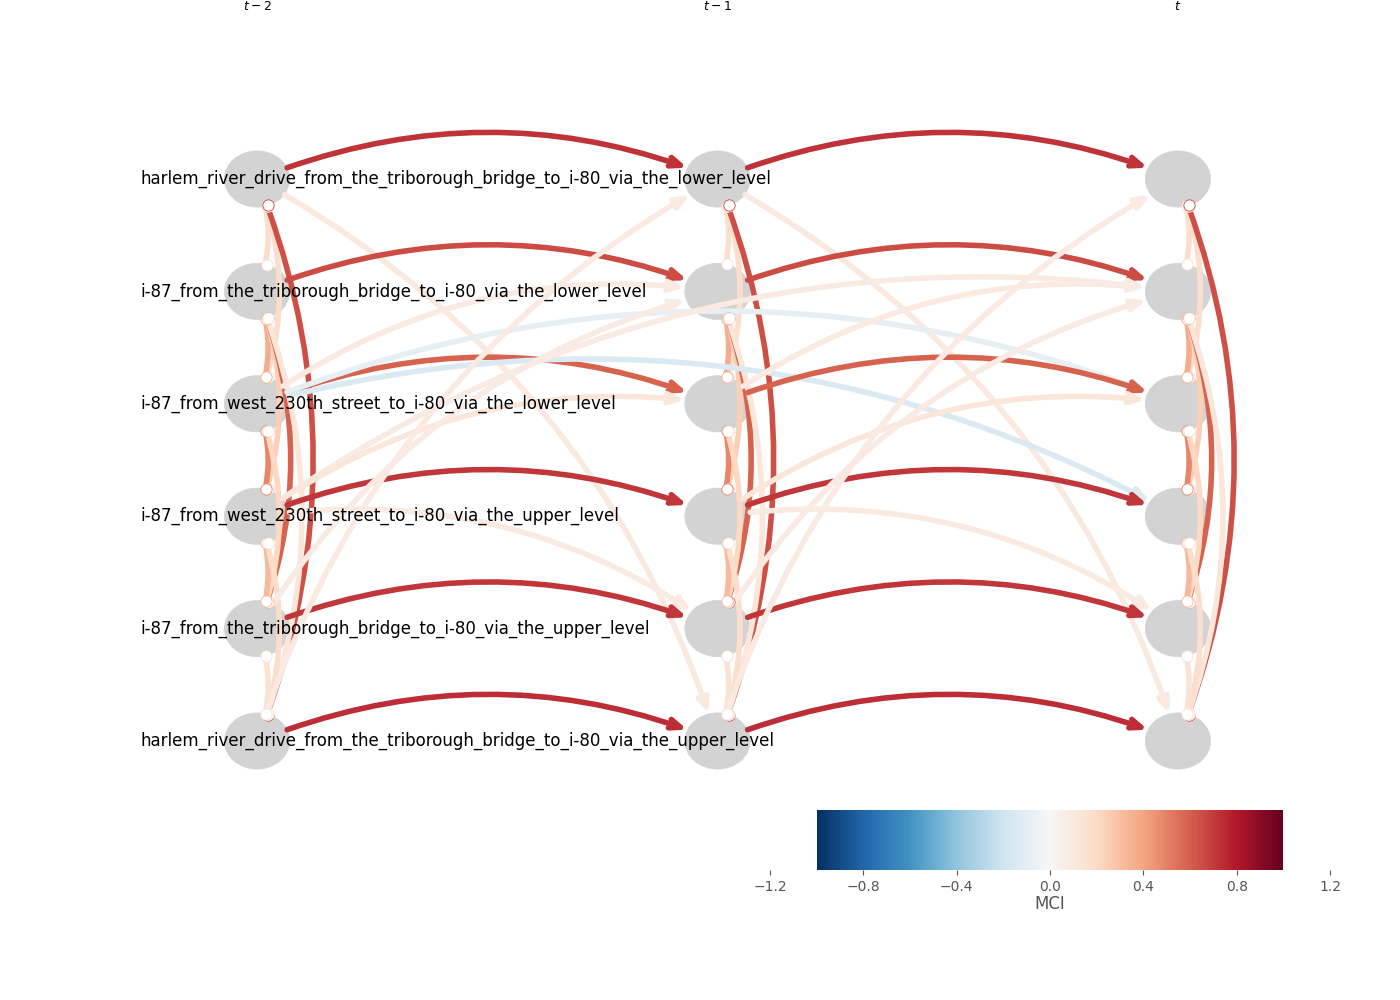 t − 2 t − 1 t
harlem_river_drive_from_the_triborough_bridge_to_i-80_via_the_lower_level
i-87_from_the_triborough_bridge_to_i-80_via_the_lower_level
i-87_from_west_230th_street_to_i-80_via_the_lower_level
i-87_from_west_230th_street_to_i-80_via_the_upper_level
i-87_from_the_triborough_bridge_to_i-80_via_the_upper_level
harlem_river_drive_from_the_triborough_bridge_to_i-80_via_the_upper_level
−1.2 −0.8 −0.4 0.0 0.4 0.8 1.2
MCI